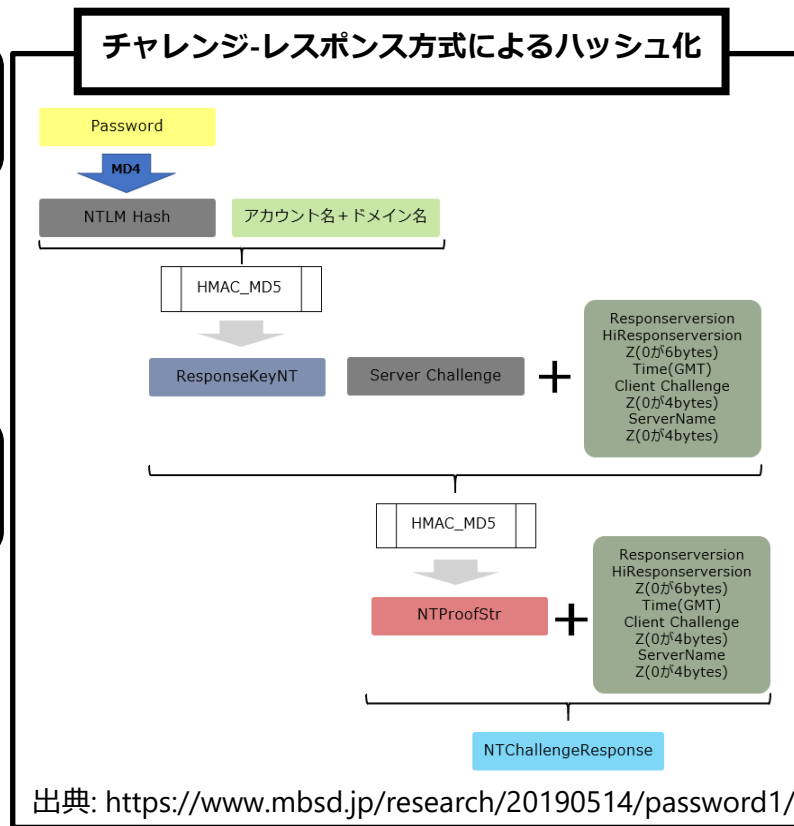 チャレンジ-レスポンス方式によるハッシュ化
Password
MD4
NTLM Hash
アカウント名＋ドメイン名
HMAC_MD5
ResponseKeyNT
Server Challenge
+
Responserversion
HiResponserversion
Z(0が6bytes)
Time(GMT)
Client Challenge
Z(0が4bytes)
ServerName
Z(0が4bytes)
HMAC_MD5
NTProofStr
+
Responserversion
HiResponserversion
Z(0が6bytes)
Time(GMT)
Client Challenge
Z(0が4bytes)
ServerName
Z(0が4bytes)
NTChallengeResponse
出典: https://www.mbsd.jp/research/20190514/password1/